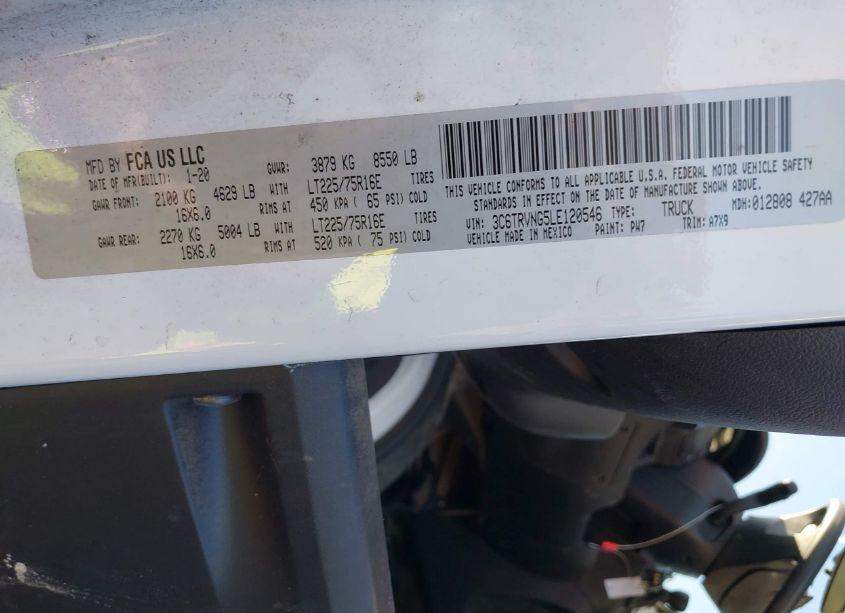 MFD BY FCA US LLC
DATE OF MFR(BUILT): 1-20 GVWR: 3879 KG 8550 LB
GAWR FRONT: 2100 KG 4629 LB WITH LT225/75R16E TIRES
16X6.0 RIMS AT 450 KPA ( 65 PSI) COLD
GAWR REAR: 2270 KG 5004 LB WITH LT225/75R16E TIRES
16X6.0 RIMS AT 520 KPA ( 75 PSI) COLD
THIS VEHICLE CONFORMS TO ALL APPLICABLE U.S.A. FEDERAL MOTOR VEHICLE SAFETY
STANDARDS IN EFFECT ON THE DATE OF MANUFACTURE SHOWN ABOVE.
VIN: 3C6TRVNG5LE120546 TYPE: TRUCK MDH: 012808 427AA
VEHICLE MADE IN MEXICO PAINT: PW7 TRIM: A7X9